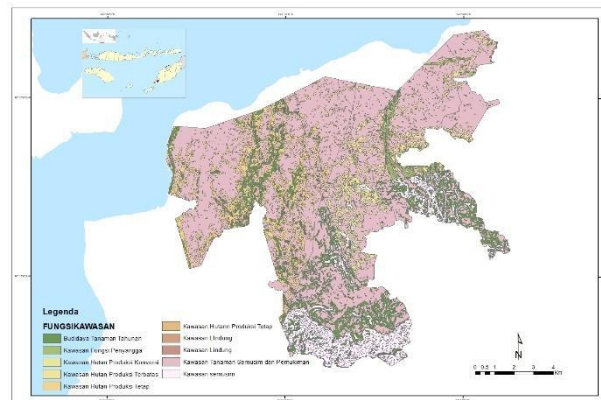 Legenda
FUNGSIKAWASAN
Budidaya Tanaman Tahunan
Kawasan Fungsi Penyangga
Kawasan Hutan Produksi Konversi
Kawasan Hutan Produksi Terbatas
Kawasan Hutan Produksi Tetap
Kawasan Hutann Produksi Tetap
Kawasan Lindung
Kawasan Lindung
Kawasan Tanaman Semusim dan Pemukiman
Kawasan semusim
N
0 0.5 1 2 3 4
Km